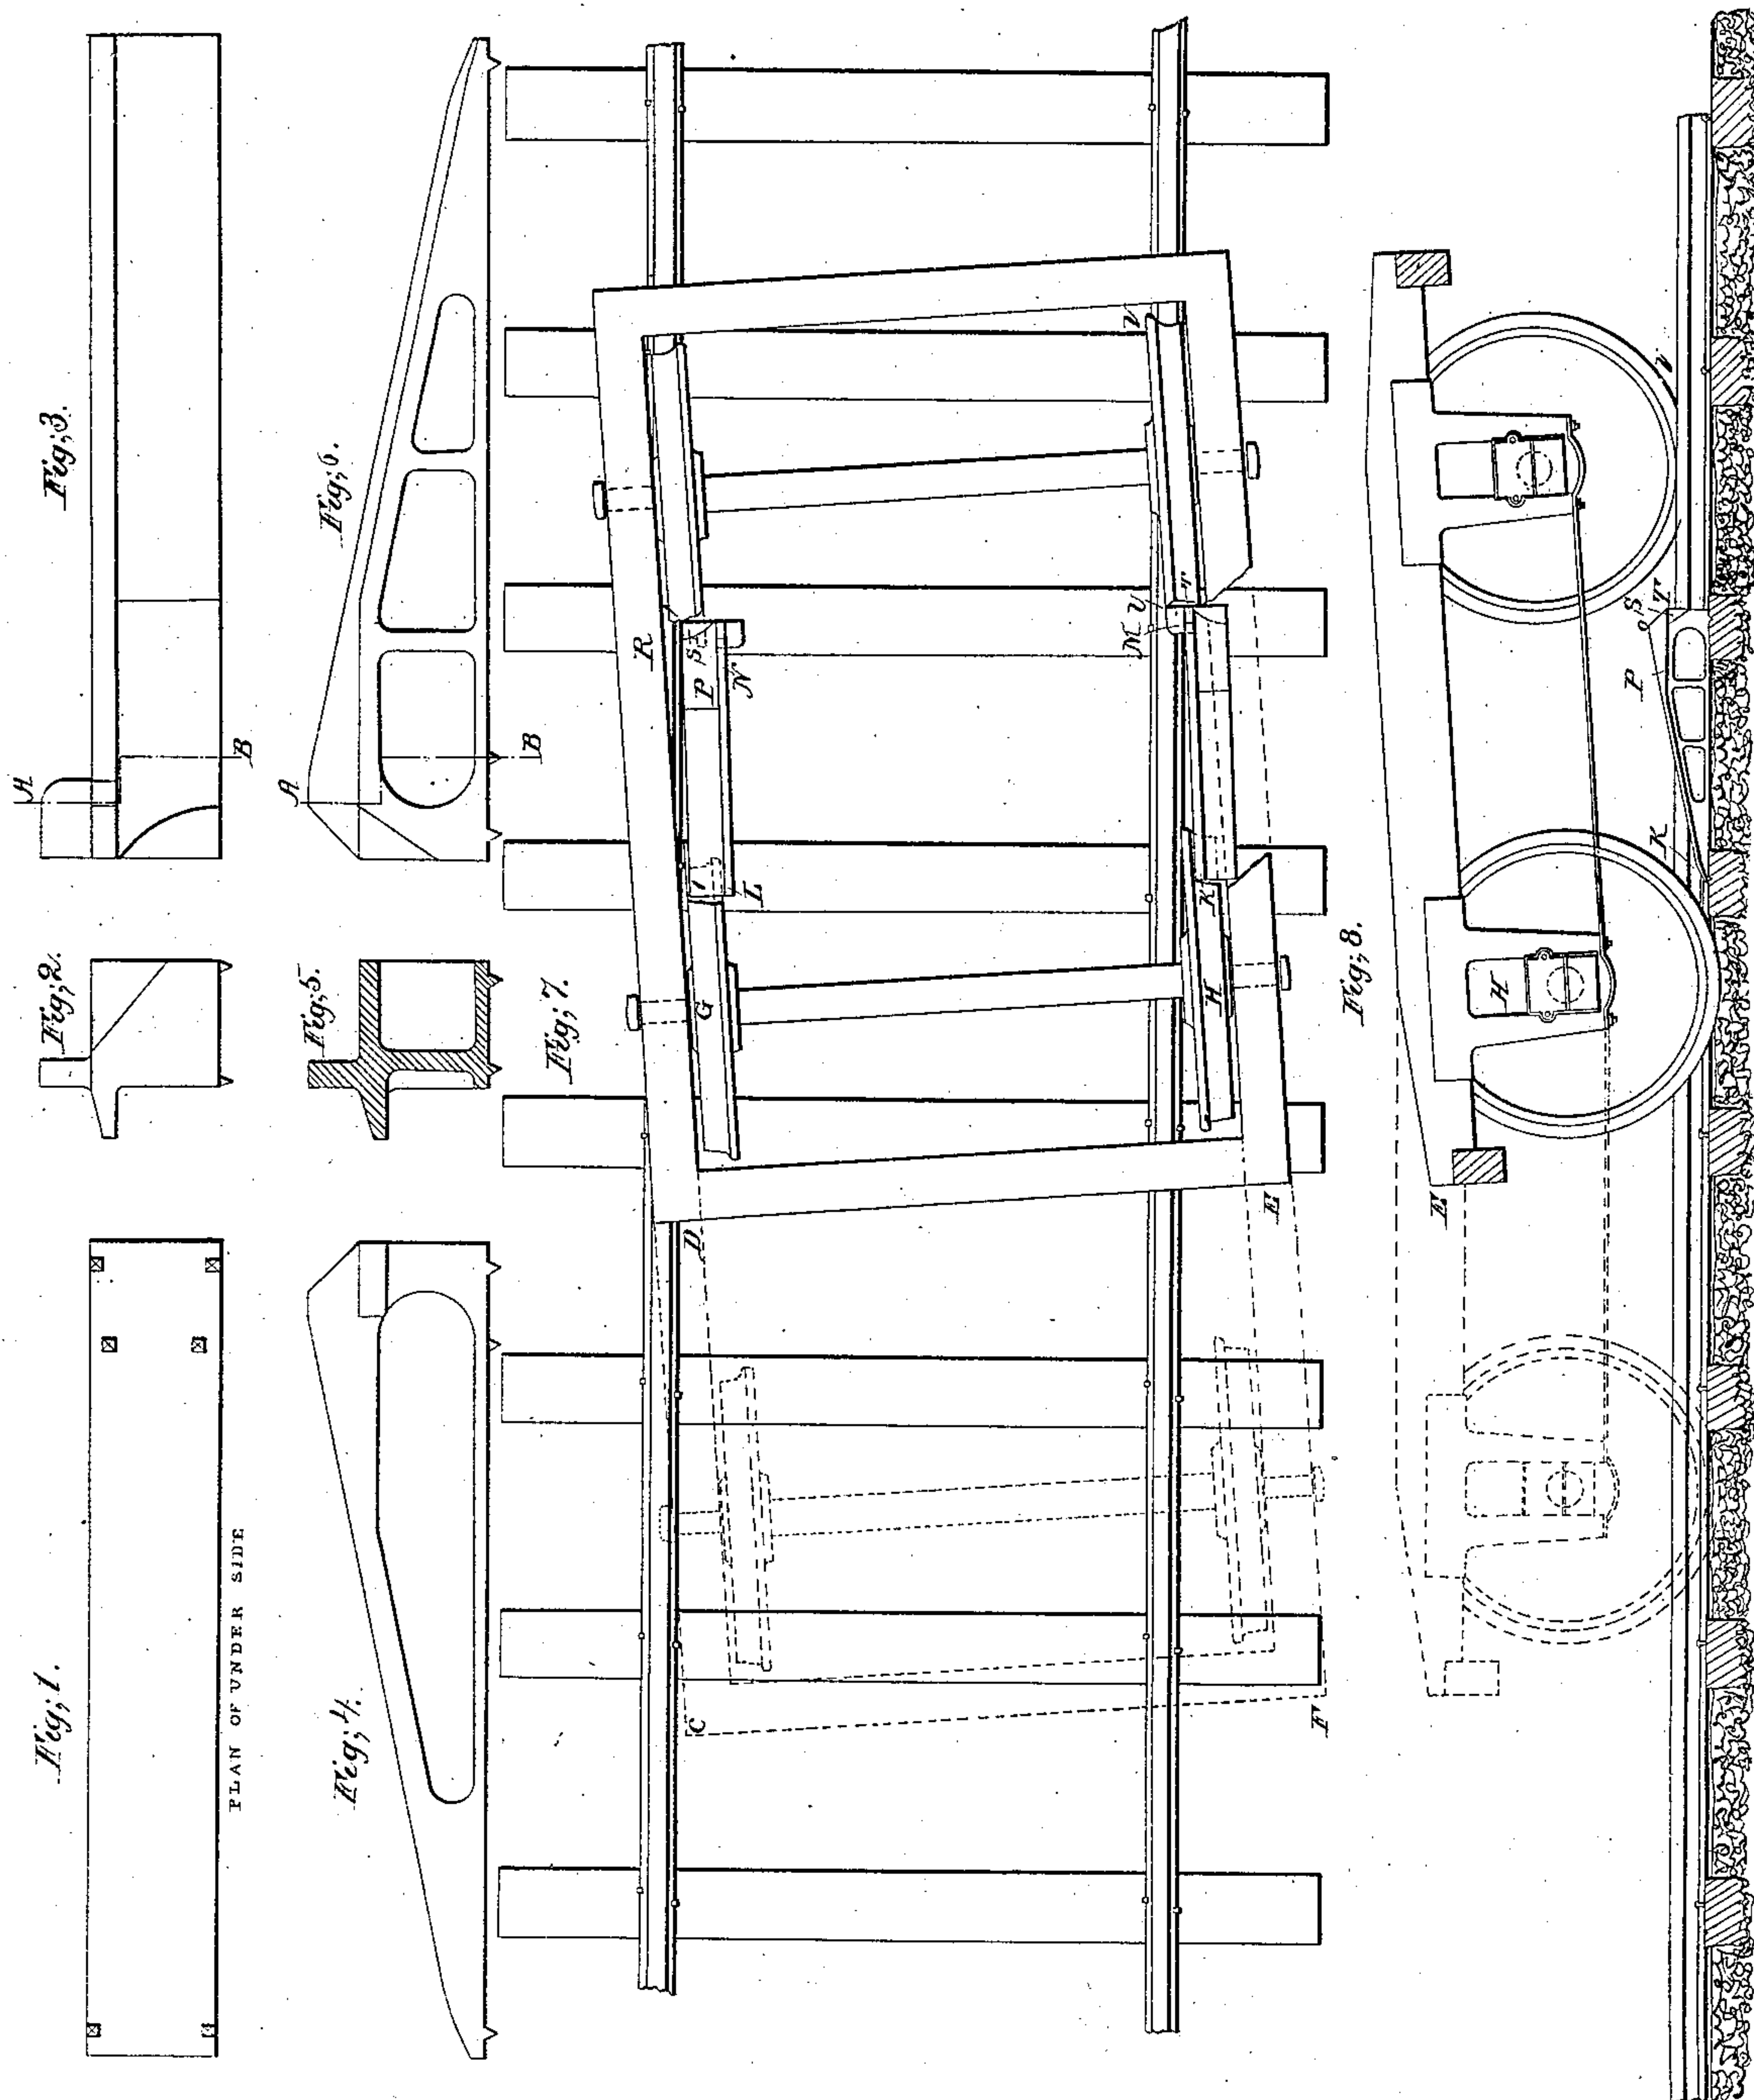 Fig; 1.
PLAN OF UNDER SIDE
Fig; 2.
Fig; 3.
A
B
Fig; 4.
Fig; 5.
Fig; 6.
A
B
Fig; 7.
C
D
E
F
G
H
I
K
L
M
N
P
R
S
T
U
V
Fig; 8.
E
H
K
P
S
T